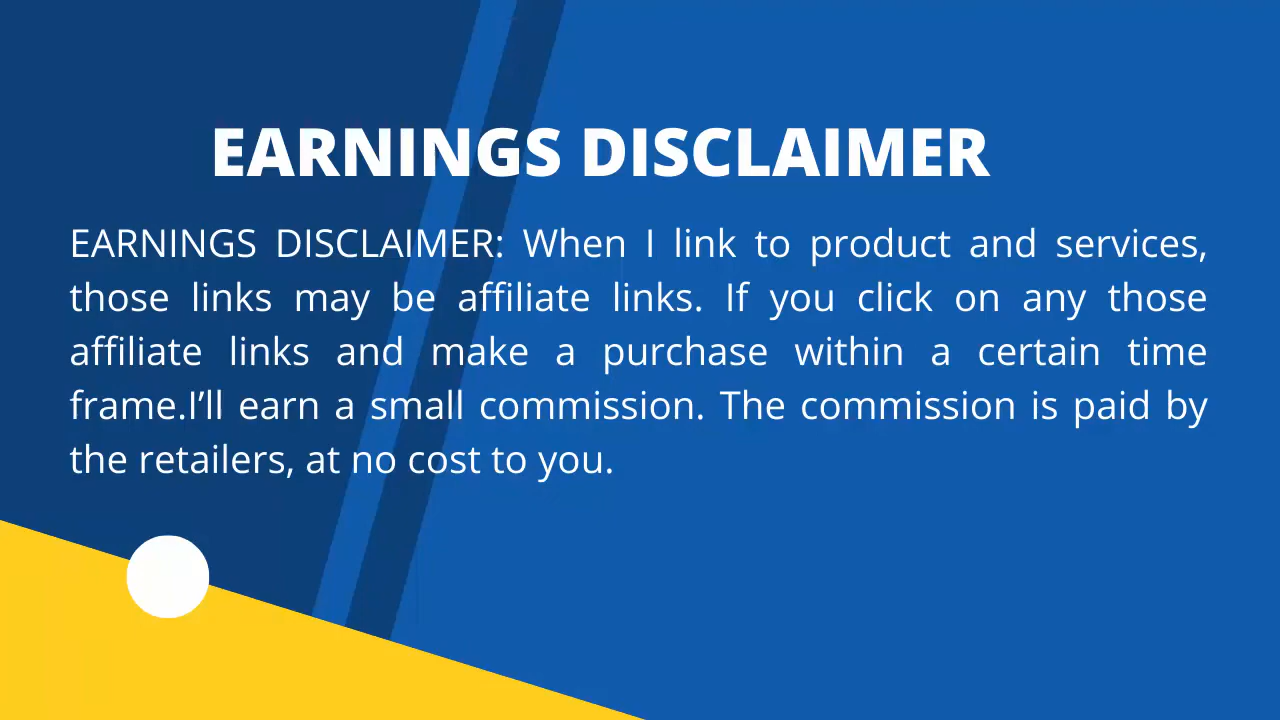 EARNINGS DISCLAIMER
EARNINGS DISCLAIMER: When I link to product and services,
those links may be affiliate links. If you click on any those
affiliate links and make a purchase within a certain time
frame.I’ll earn a small commission. The commission is paid by
the retailers, at no cost to you.